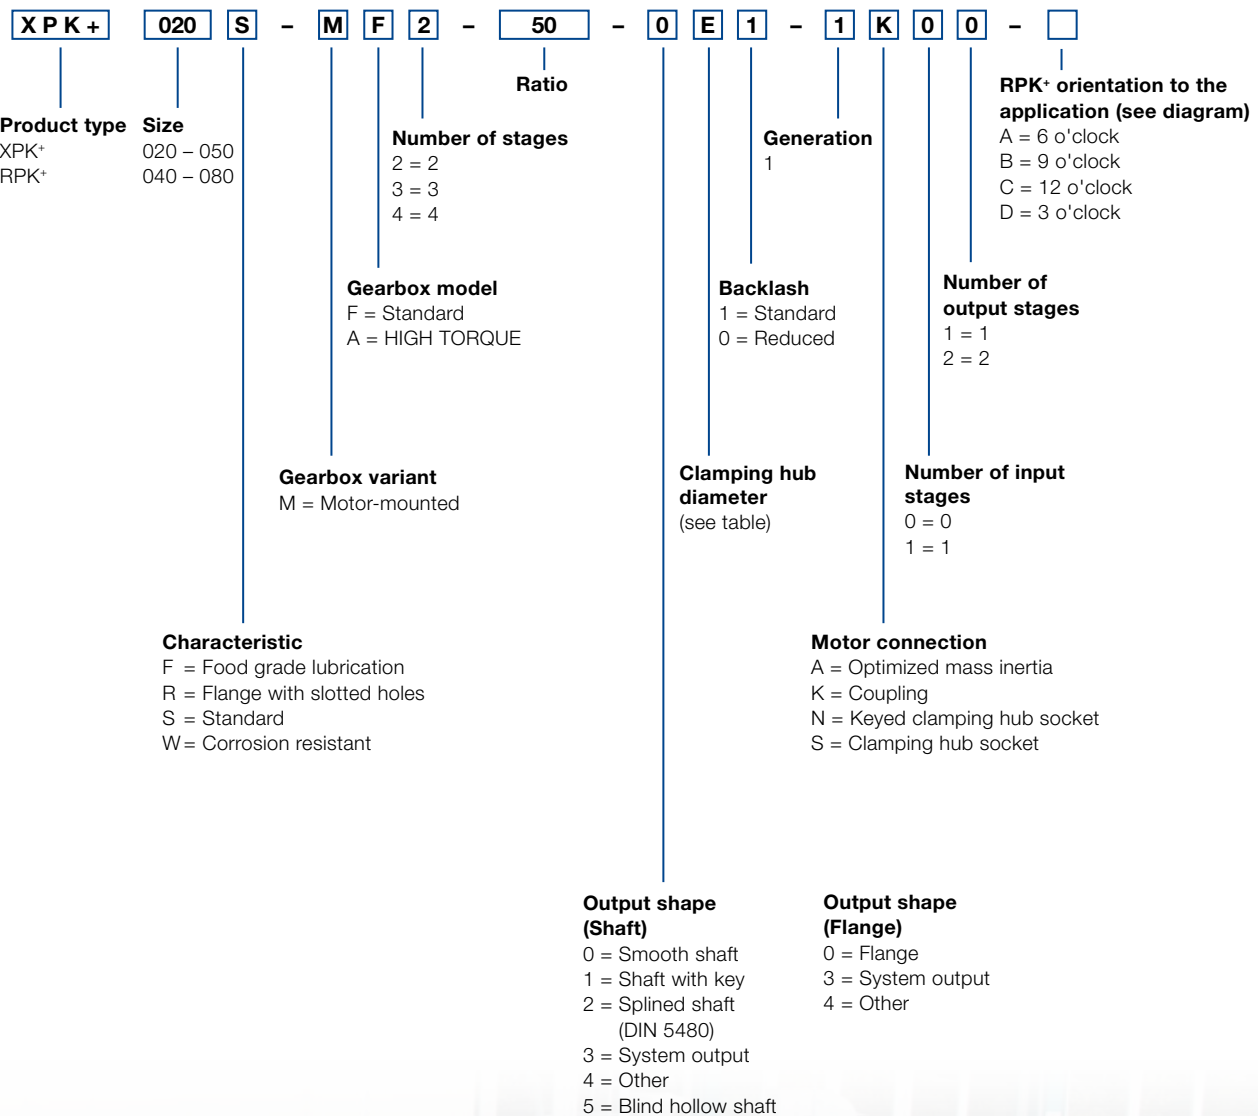 XPK+ 020 S – M F 2 – 50 – 0 E 1 – 1 K 0 0 –
Ratio
RPK+ orientation to the
application (see diagram)
A = 6 o'clock
B = 9 o'clock
C = 12 o'clock
D = 3 o'clock
Product type
XPK+
RPK+
Size
020 – 050
040 – 080
Number of stages
2 = 2
3 = 3
4 = 4
Generation
1
Gearbox model
F = Standard
A = HIGH TORQUE
Backlash
1 = Standard
0 = Reduced
Number of
output stages
1 = 1
2 = 2
Gearbox variant
M = Motor-mounted
Clamping hub
diameter
(see table)
Number of input
stages
0 = 0
1 = 1
Characteristic
F = Food grade lubrication
R = Flange with slotted holes
S = Standard
W = Corrosion resistant
Motor connection
A = Optimized mass inertia
K = Coupling
N = Keyed clamping hub socket
S = Clamping hub socket
Output shape
(Shaft)
0 = Smooth shaft
1 = Shaft with key
2 = Splined shaft
(DIN 5480)
3 = System output
4 = Other
5 = Blind hollow shaft
Output shape
(Flange)
0 = Flange
3 = System output
4 = Other